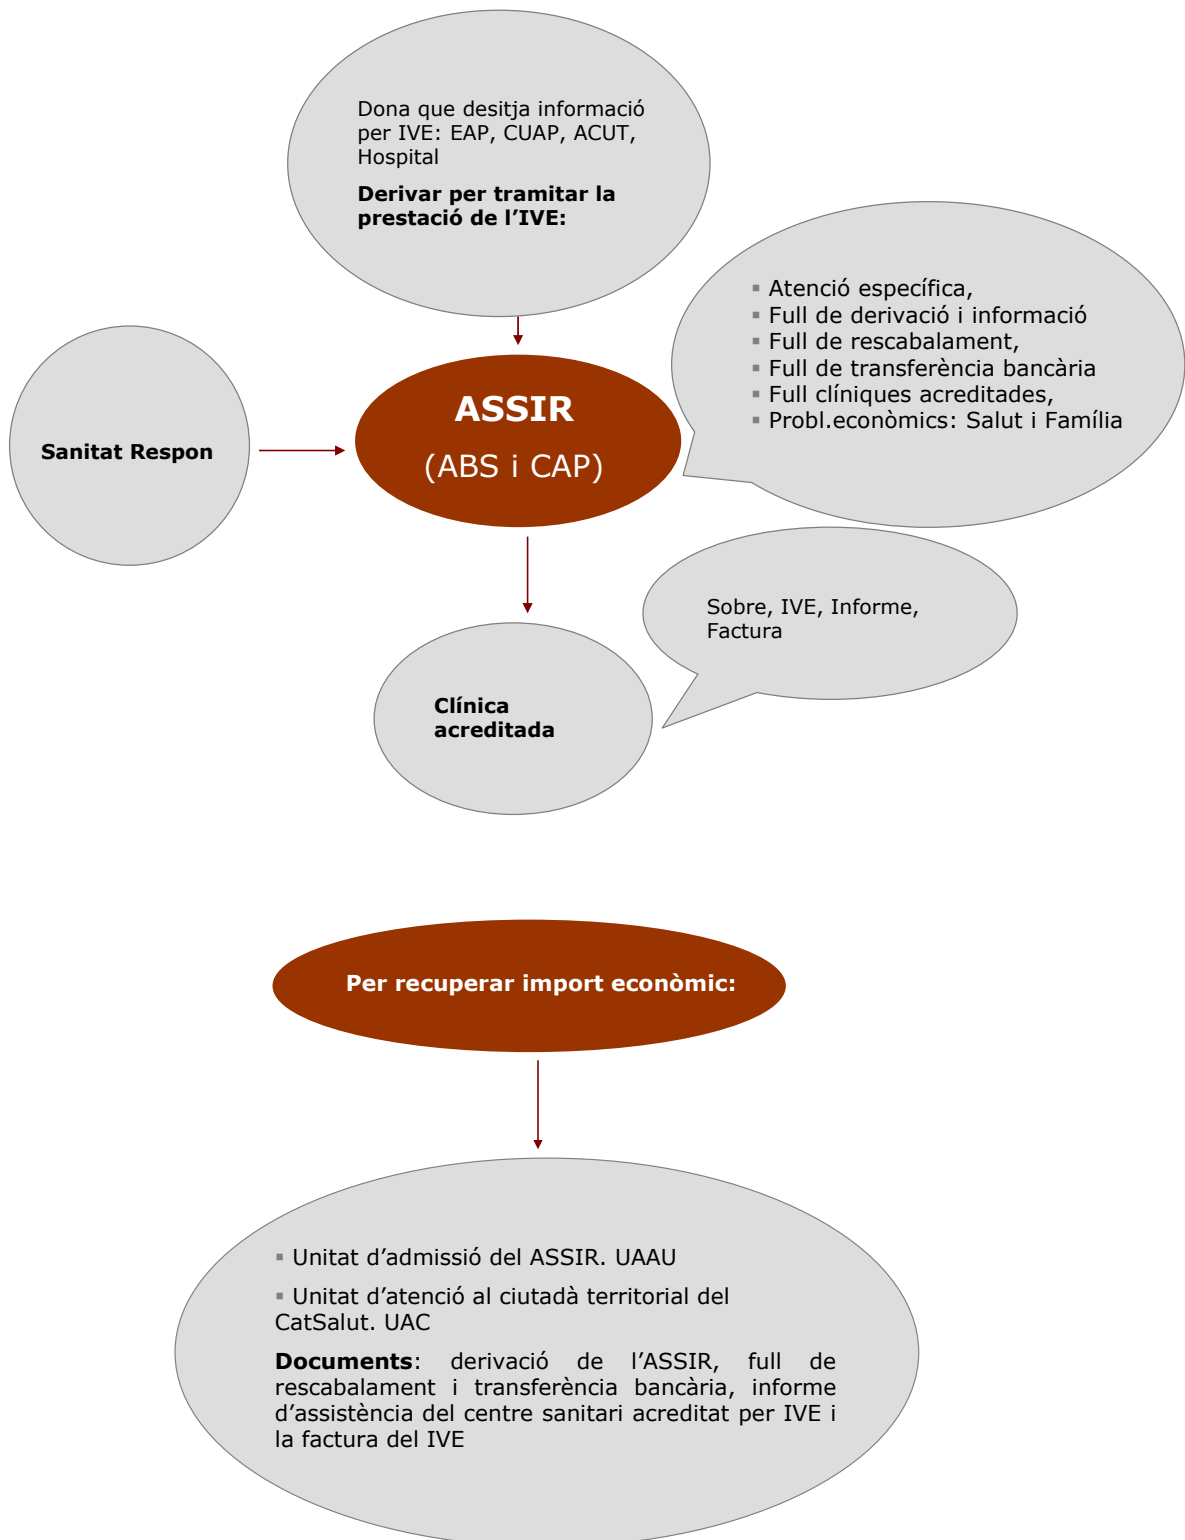 Dona que desitja informació
per IVE: EAP, CUAP, ACUT,
Hospital
Derivar per tramitar la
prestació de l’IVE:
▪ Atenció específica,
▪ Full de derivació i informació
▪ Full de rescabalament,
▪ Full de transferència bancària
▪ Full clíniques acreditades,
▪ Probl.econòmics: Salut i Família
Sanitat Respon
ASSIR
(ABS i CAP)
Sobre, IVE, Informe,
Factura
Clínica
acreditada
Per recuperar import econòmic:
▪ Unitat d’admissió del ASSIR. UAAU
▪ Unitat d’atenció al ciutadà territorial del
CatSalut. UAC
Documents: derivació de l’ASSIR, full de
rescabalament i transferència bancària, informe
d’assistència del centre sanitari acreditat per IVE i
la factura del IVE